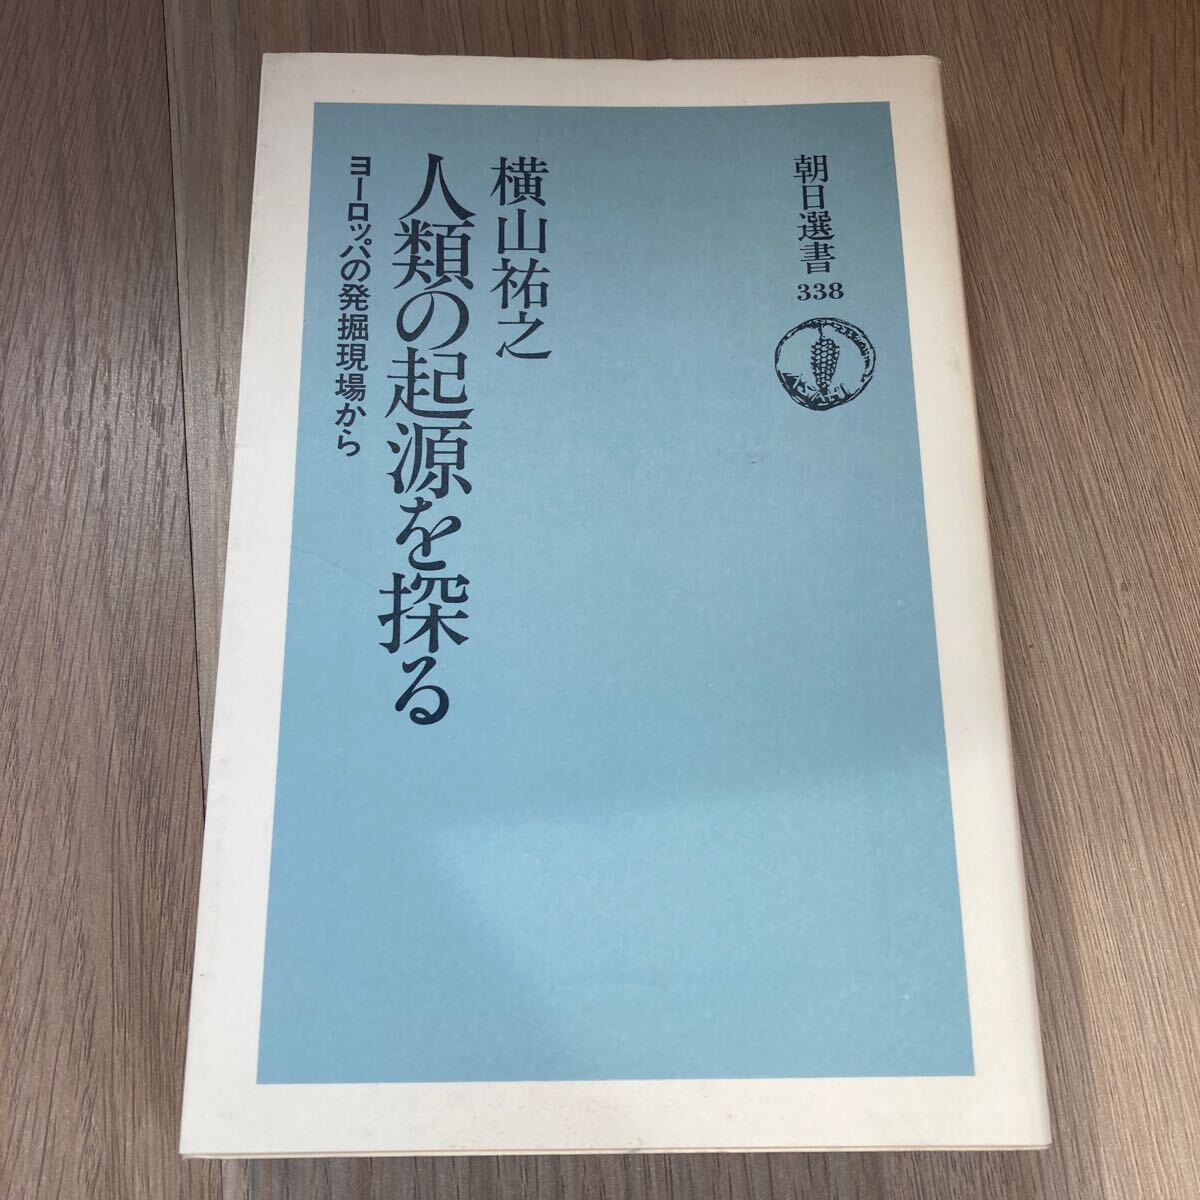 朝日選書
338
横山祐之
人類の起源を探る
ヨーロッパの発掘現場から